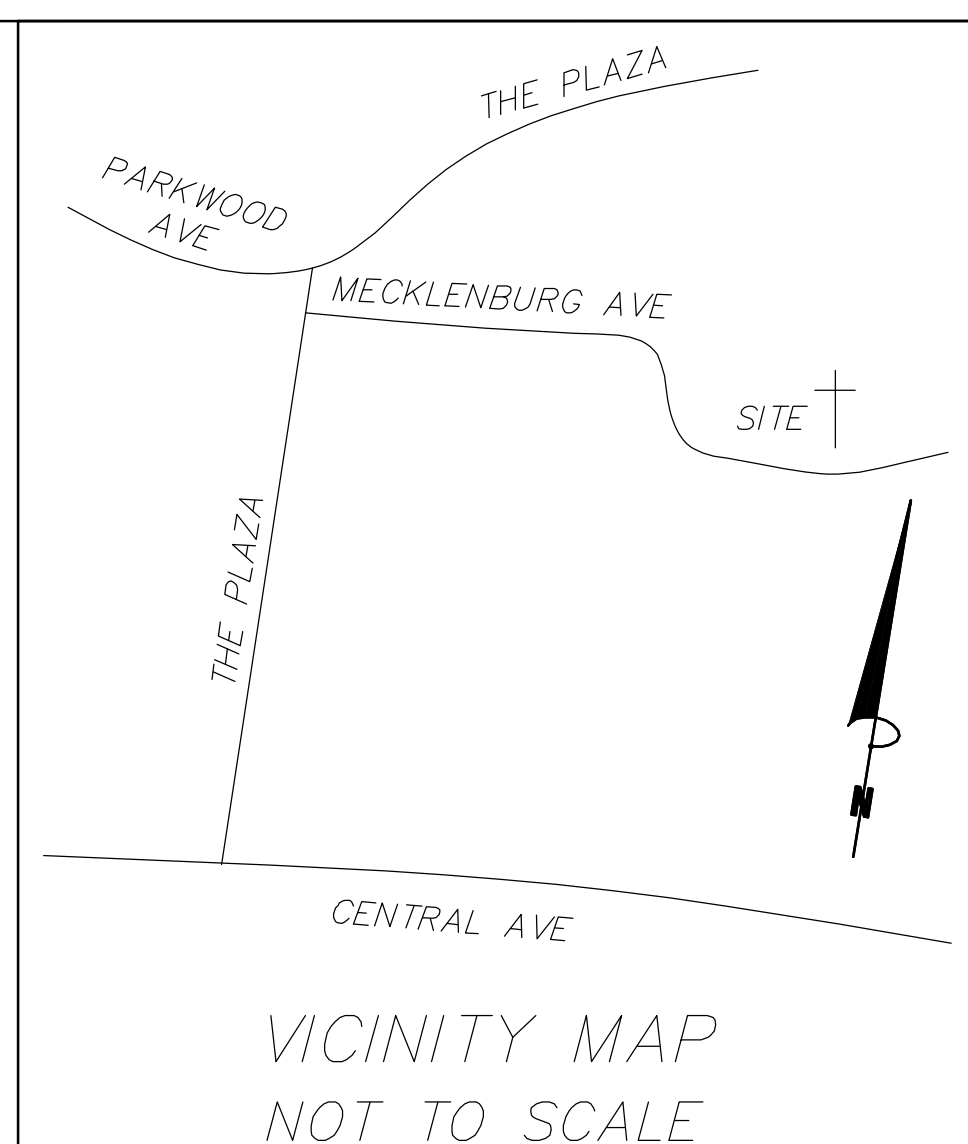 THE PLAZA
PARKWOOD
AVE
MECKLENBURG AVE
SITE
THE PLAZA
N
CENTRAL AVE
VICINITY MAP
NOT TO SCALE